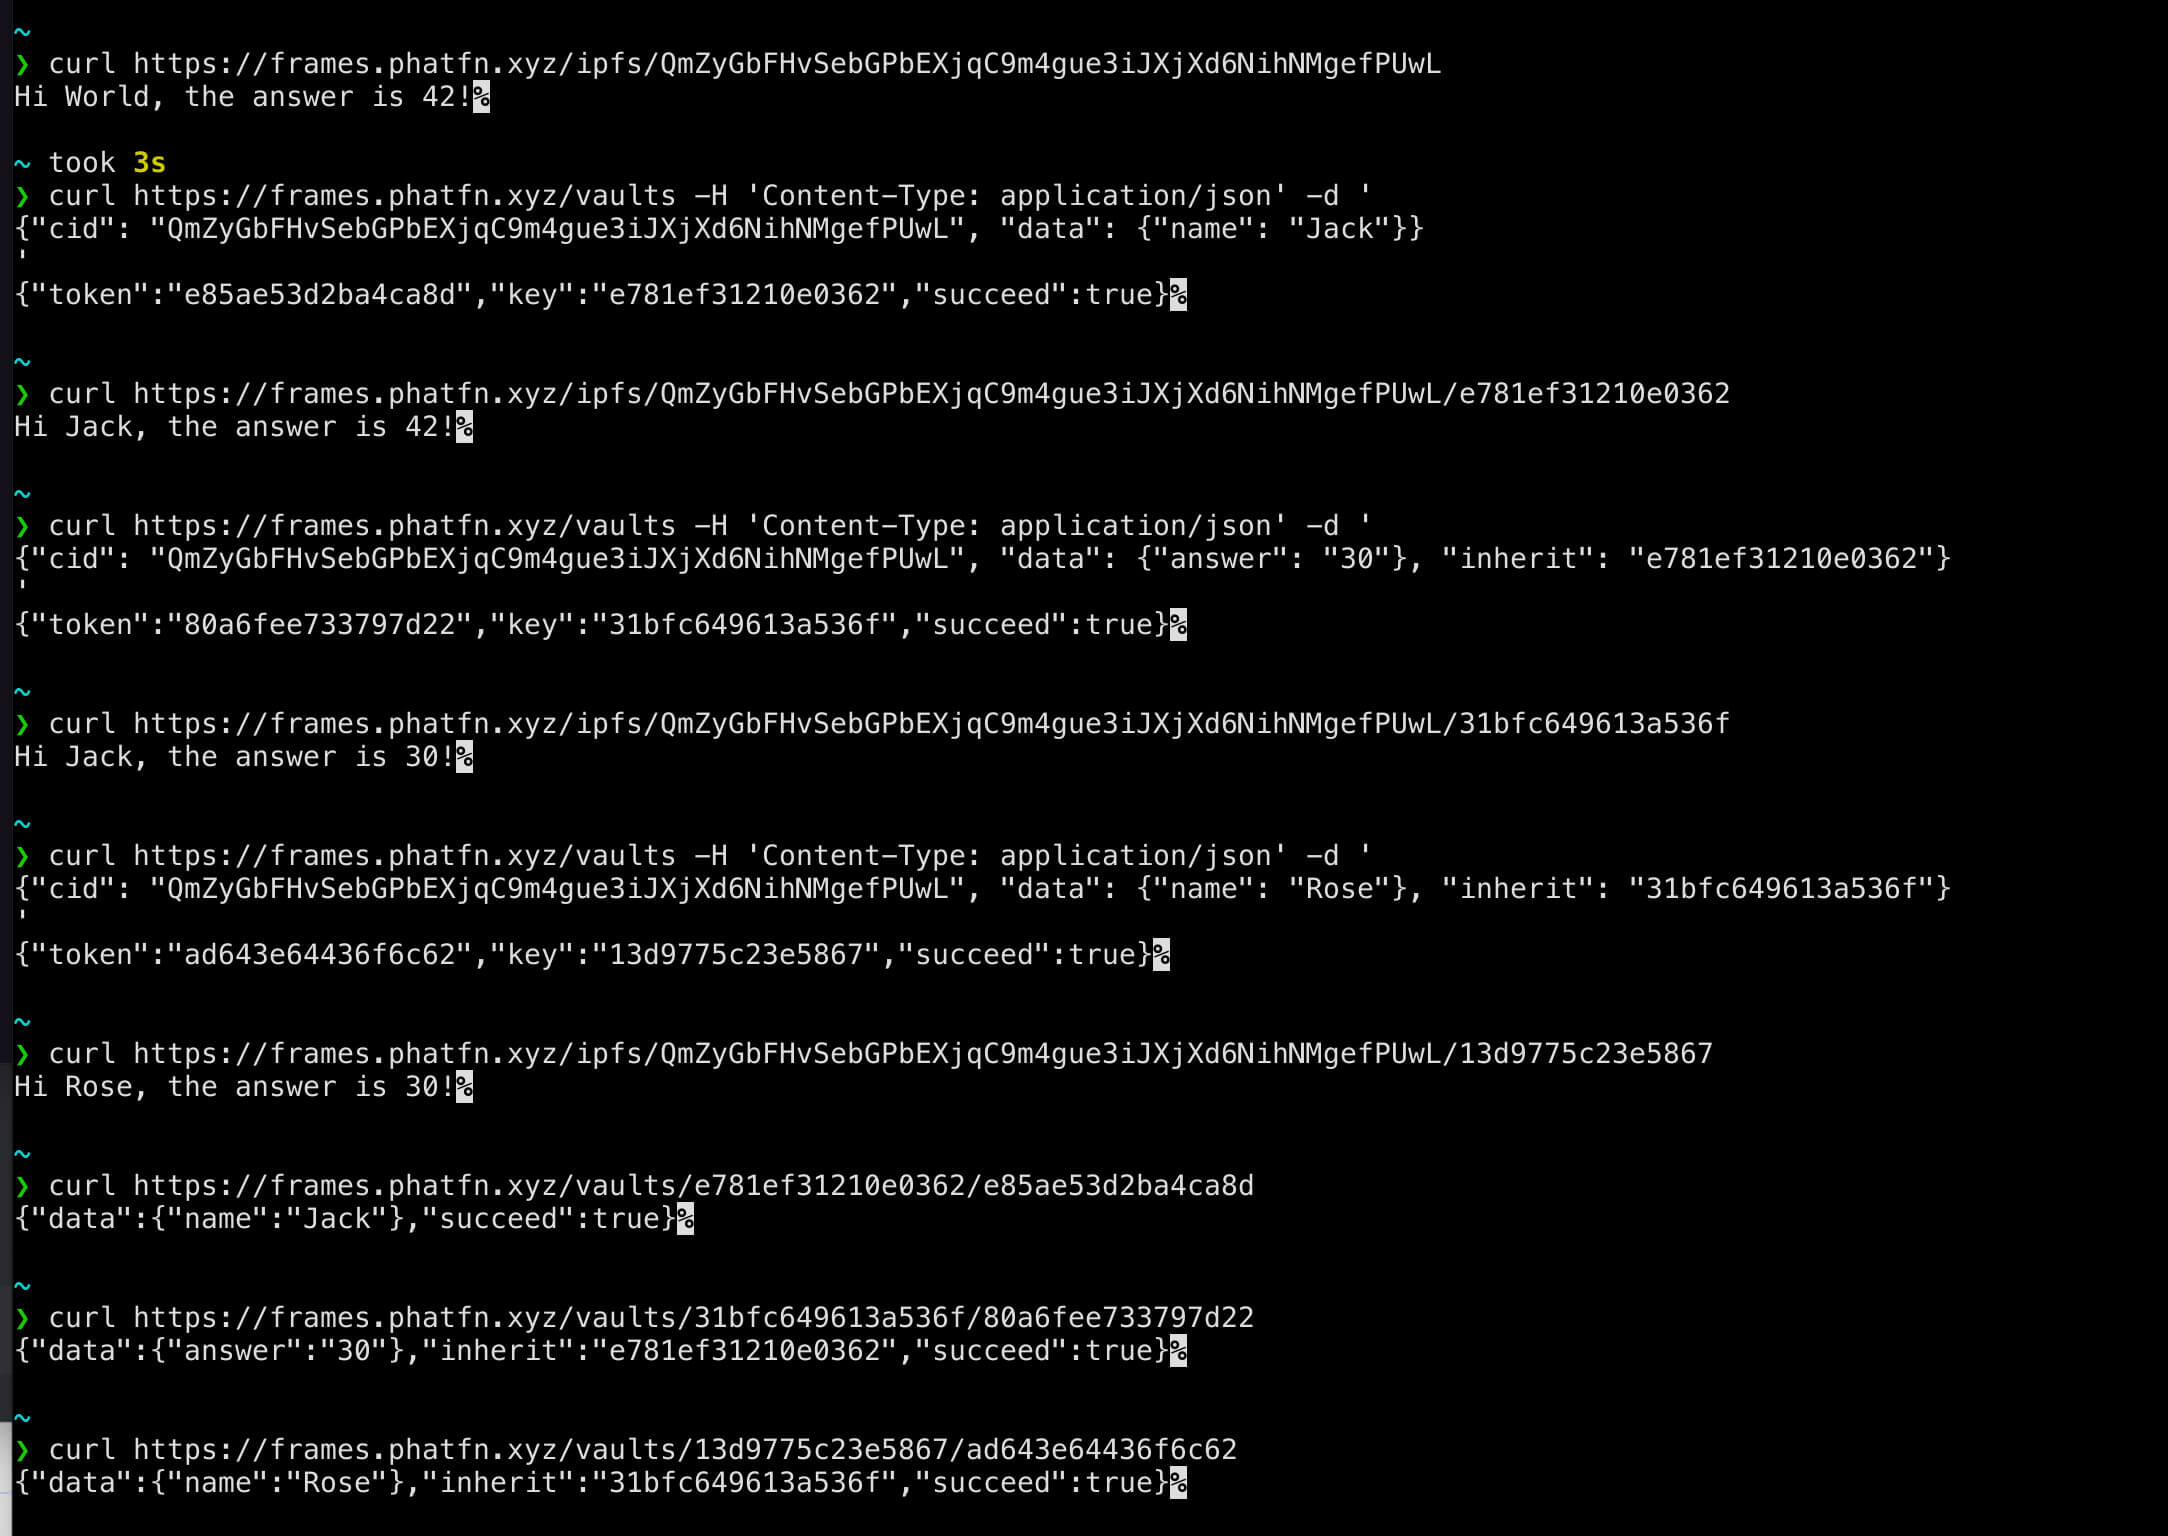 ~
❯ curl https://frames.phatfn.xyz/ipfs/QmZyGbFHvSebGPbEXjqC9m4gue3iJXjXd6NihNMgefPUwL
Hi World, the answer is 42!%
~ took 3s
❯ curl https://frames.phatfn.xyz/vaults -H 'Content-Type: application/json' -d '
{"cid": "QmZyGbFHvSebGPbEXjqC9m4gue3iJXjXd6NihNMgefPUwL", "data": {"name": "Jack"}}
'
{"token":"e85ae53d2ba4ca8d","key":"e781ef31210e0362","succeed":true}%
~
❯ curl https://frames.phatfn.xyz/ipfs/QmZyGbFHvSebGPbEXjqC9m4gue3iJXjXd6NihNMgefPUwL/e781ef31210e0362
Hi Jack, the answer is 42!%
~
❯ curl https://frames.phatfn.xyz/vaults -H 'Content-Type: application/json' -d '
{"cid": "QmZyGbFHvSebGPbEXjqC9m4gue3iJXjXd6NihNMgefPUwL", "data": {"answer": "30"}, "inherit": "e781ef31210e0362"}
'
{"token":"80a6fee733797d22","key":"31bfc649613a536f","succeed":true}%
~
❯ curl https://frames.phatfn.xyz/ipfs/QmZyGbFHvSebGPbEXjqC9m4gue3iJXjXd6NihNMgefPUwL/31bfc649613a536f
Hi Jack, the answer is 30!%
~
❯ curl https://frames.phatfn.xyz/vaults -H 'Content-Type: application/json' -d '
{"cid": "QmZyGbFHvSebGPbEXjqC9m4gue3iJXjXd6NihNMgefPUwL", "data": {"name": "Rose"}, "inherit": "31bfc649613a536f"}
'
{"token":"ad643e64436f6c62","key":"13d9775c23e5867","succeed":true}%
~
❯ curl https://frames.phatfn.xyz/ipfs/QmZyGbFHvSebGPbEXjqC9m4gue3iJXjXd6NihNMgefPUwL/13d9775c23e5867
Hi Rose, the answer is 30!%
~
❯ curl https://frames.phatfn.xyz/vaults/e781ef31210e0362/e85ae53d2ba4ca8d
{"data":{"name":"Jack"},"succeed":true}%
~
❯ curl https://frames.phatfn.xyz/vaults/31bfc649613a536f/80a6fee733797d22
{"data":{"answer":"30"},"inherit":"e781ef31210e0362","succeed":true}%
~
❯ curl https://frames.phatfn.xyz/vaults/13d9775c23e5867/ad643e64436f6c62
{"data":{"name":"Rose"},"inherit":"31bfc649613a536f","succeed":true}%